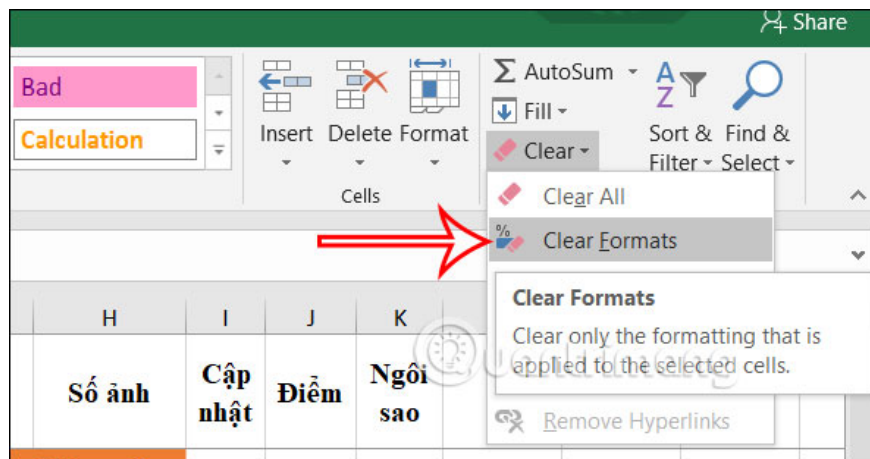 Share
Bad
Calculation
Insert Delete Format
Cells
AutoSum
Fill
Clear
Sort & Filter
Find & Select
Clear All
% Clear Formats
Clear Formats
Clear only the formatting that is
applied to the selected cells.
Remove Hyperlinks
H I J K
Số ảnh
Cập
nhật
Điểm
Ngôi
sao
Quantrimang